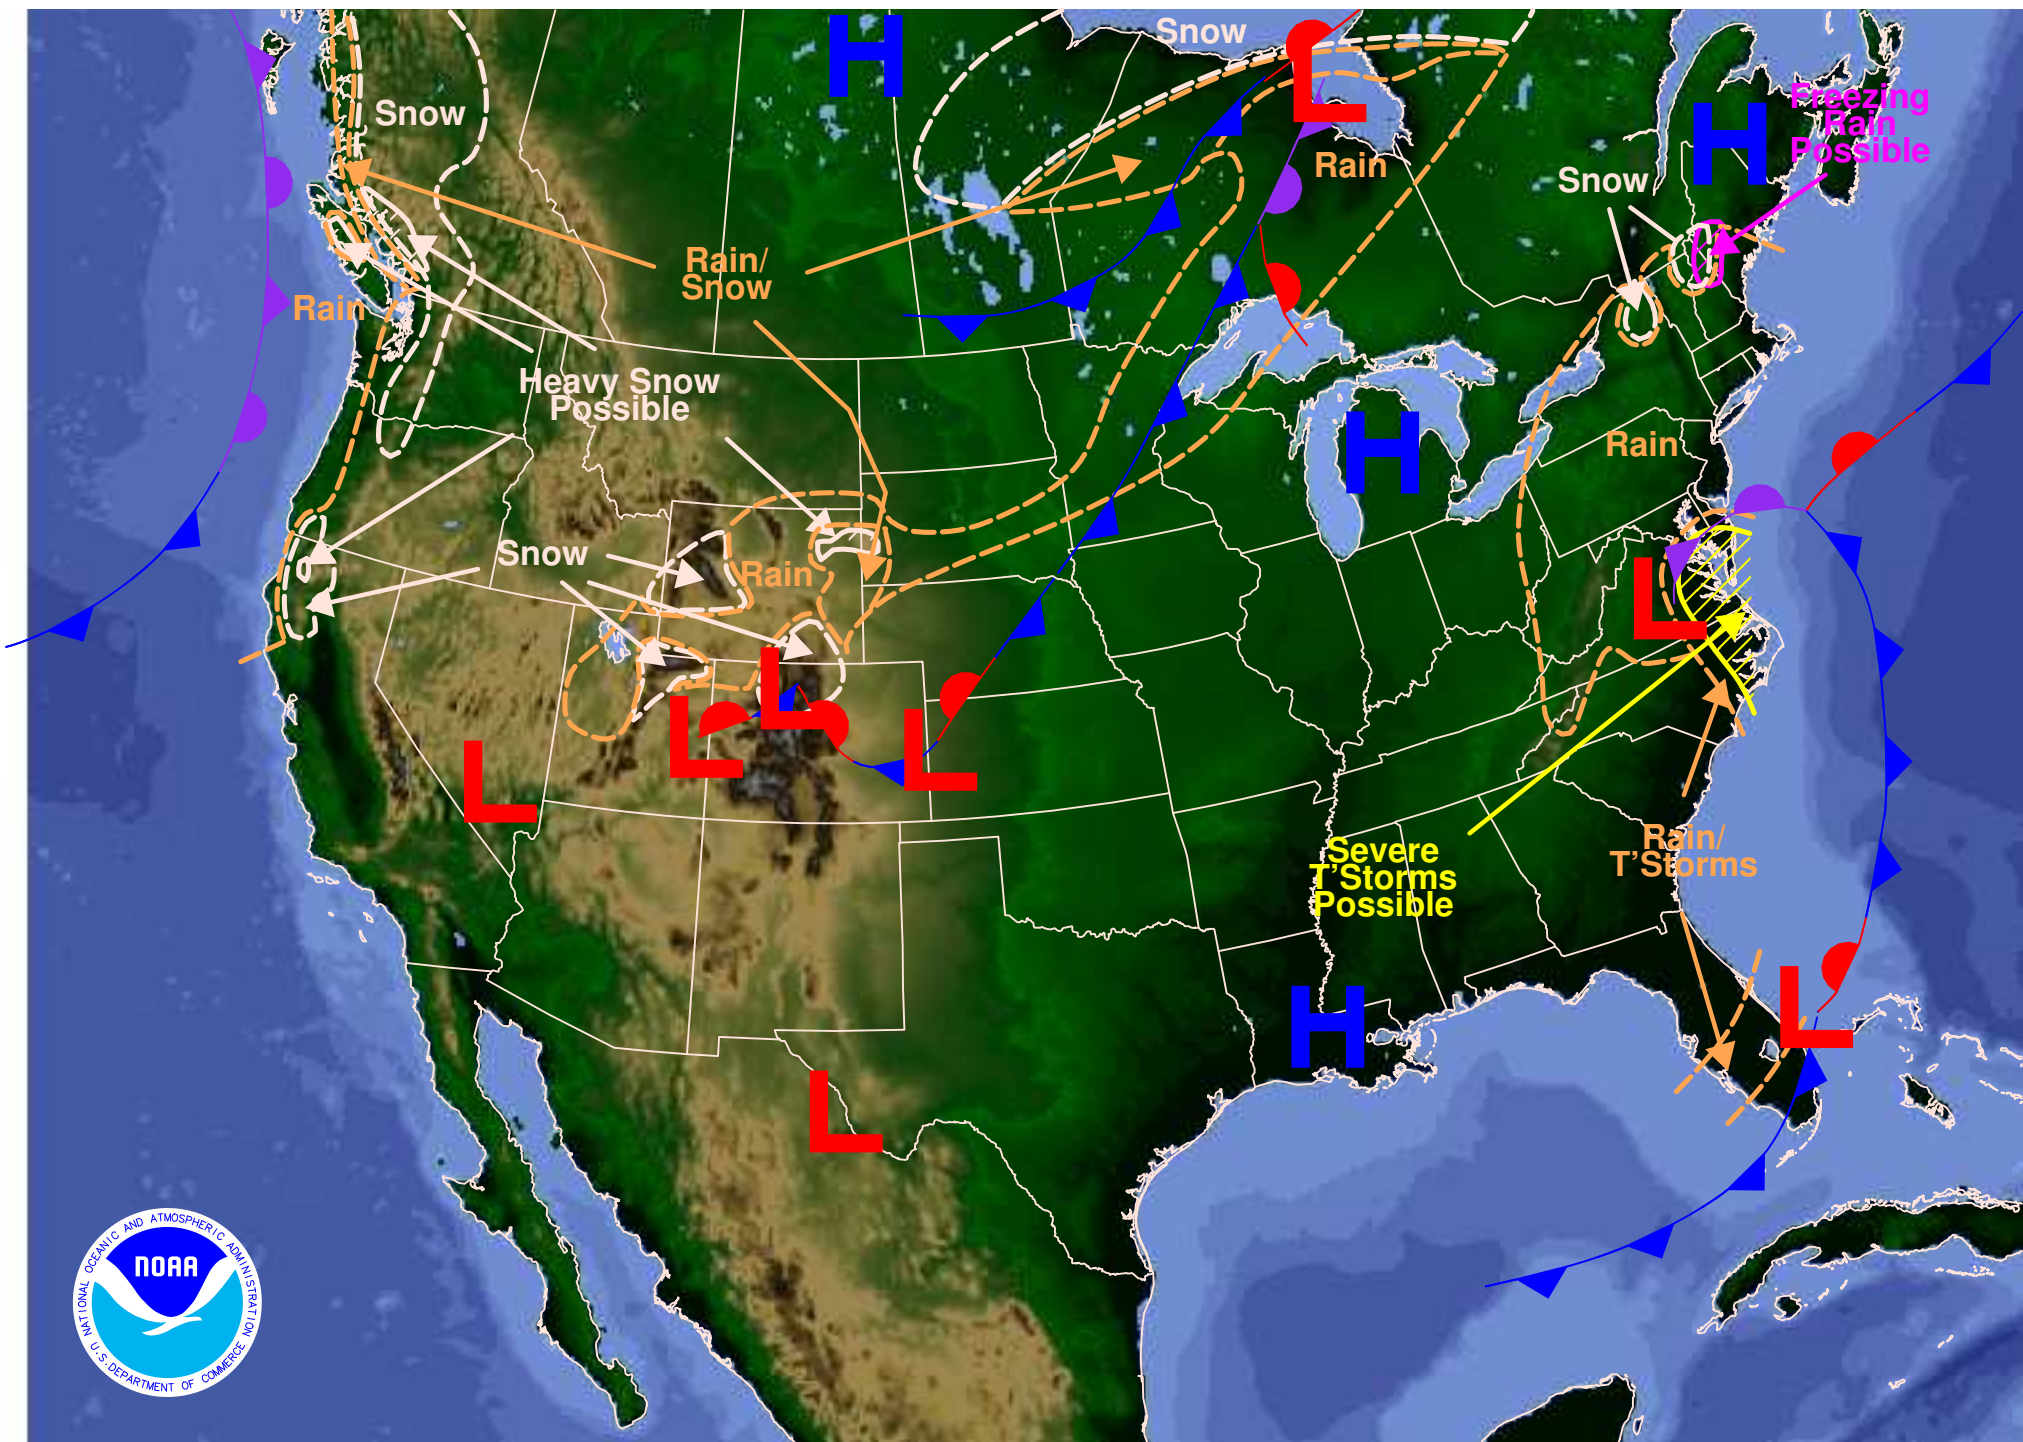 H
Snow
L
Snow
Freezing
Rain
Possible
H
Rain
Snow
Rain/
Snow
Rain
Heavy Snow
Possible
H
Rain
Snow
Rain
L
L
L
L
L
Severe
T'Storms
Possible
Rain/
T'Storms
H
L
L
NATIONAL OCEANIC AND ATMOSPHERIC ADMINISTRATION
NOAA
U.S. DEPARTMENT OF COMMERCE